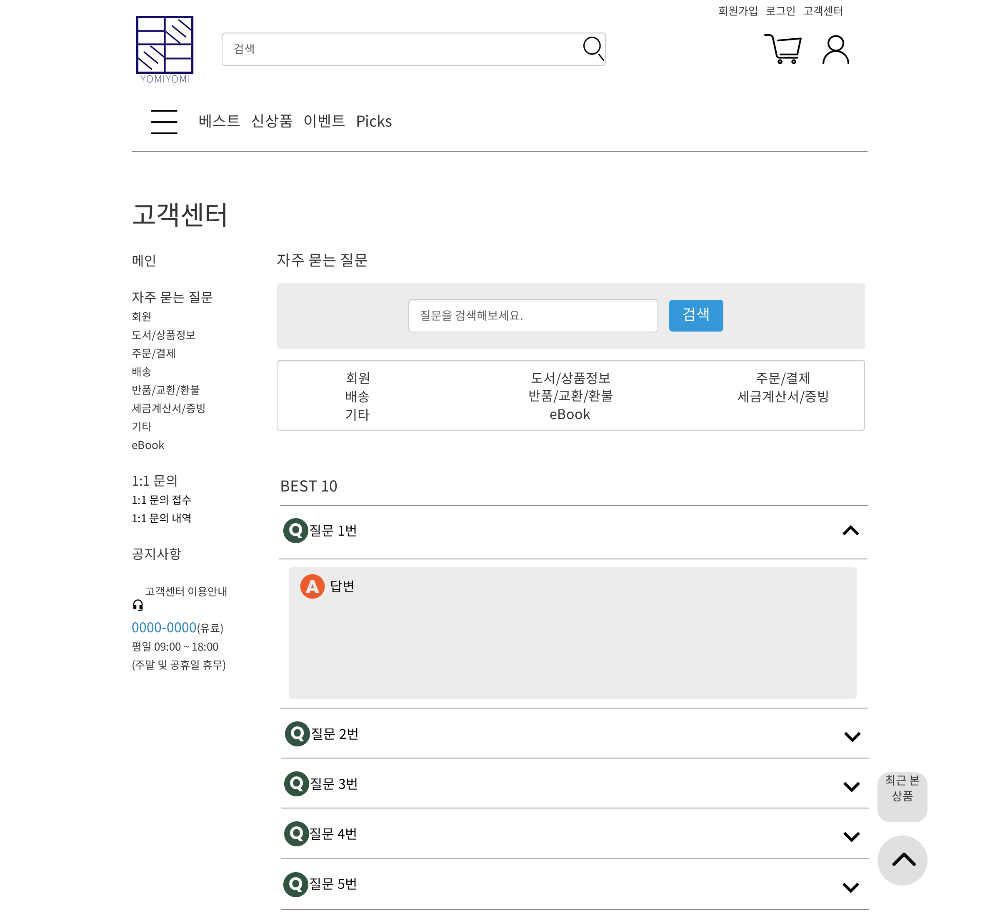 회원가입 로그인 고객센터
YOMIYOMI
검색
베스트 신상품 이벤트 Picks
고객센터
메인
자주 묻는 질문
회원
도서/상품정보
주문/결제
배송
반품/교환/환불
세금계산서/증빙
기타
eBook
1:1 문의
1:1 문의 접수
1:1 문의 내역
공지사항
고객센터 이용안내
0000-0000(유료)
평일 09:00 ~ 18:00
(주말 및 공휴일 휴무)
자주 묻는 질문
질문을 검색해보세요. 검색
회원 도서/상품정보 주문/결제
배송 반품/교환/환불 세금계산서/증빙
기타 eBook
BEST 10
Q 질문 1번
A 답변
Q 질문 2번
Q 질문 3번
Q 질문 4번
Q 질문 5번
최근 본
상품